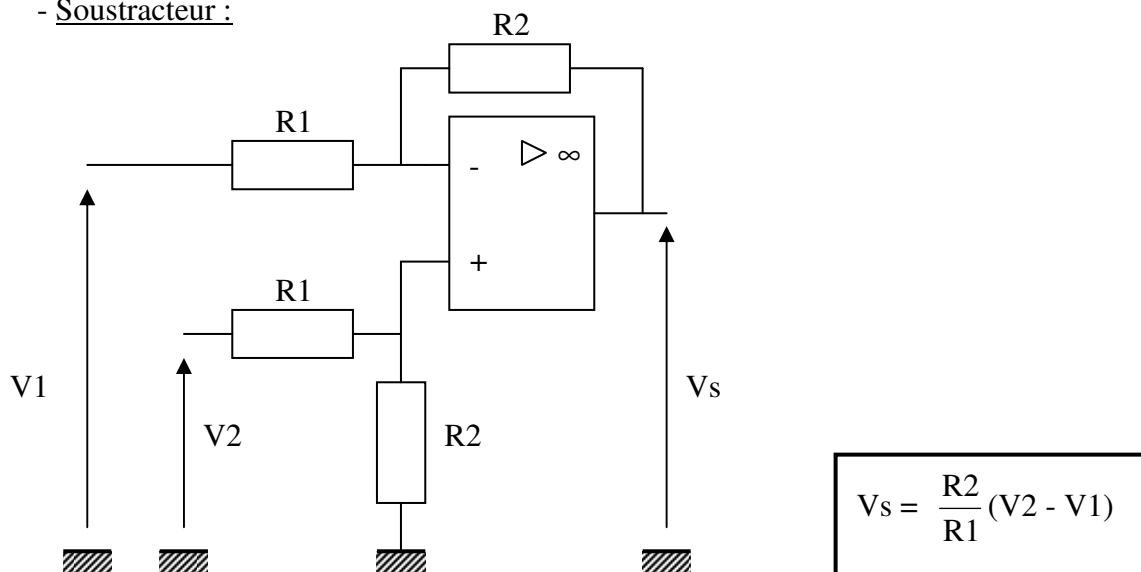 - Soustracteur :
R2
R1
- ▷ ∞
+
R1
V1
V2
R2
Vs
Vs = R2/R1 (V2 - V1)